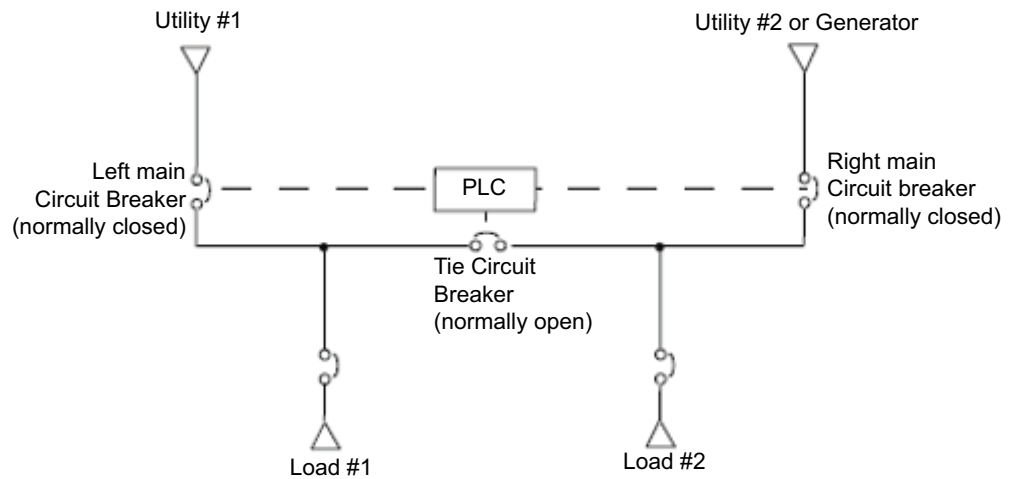 Utility #1
Utility #2 or Generator
Left main
Circuit Breaker
(normally closed)
PLC
Right main
Circuit breaker
(normally closed)
Tie Circuit
Breaker
(normally open)
Load #1
Load #2